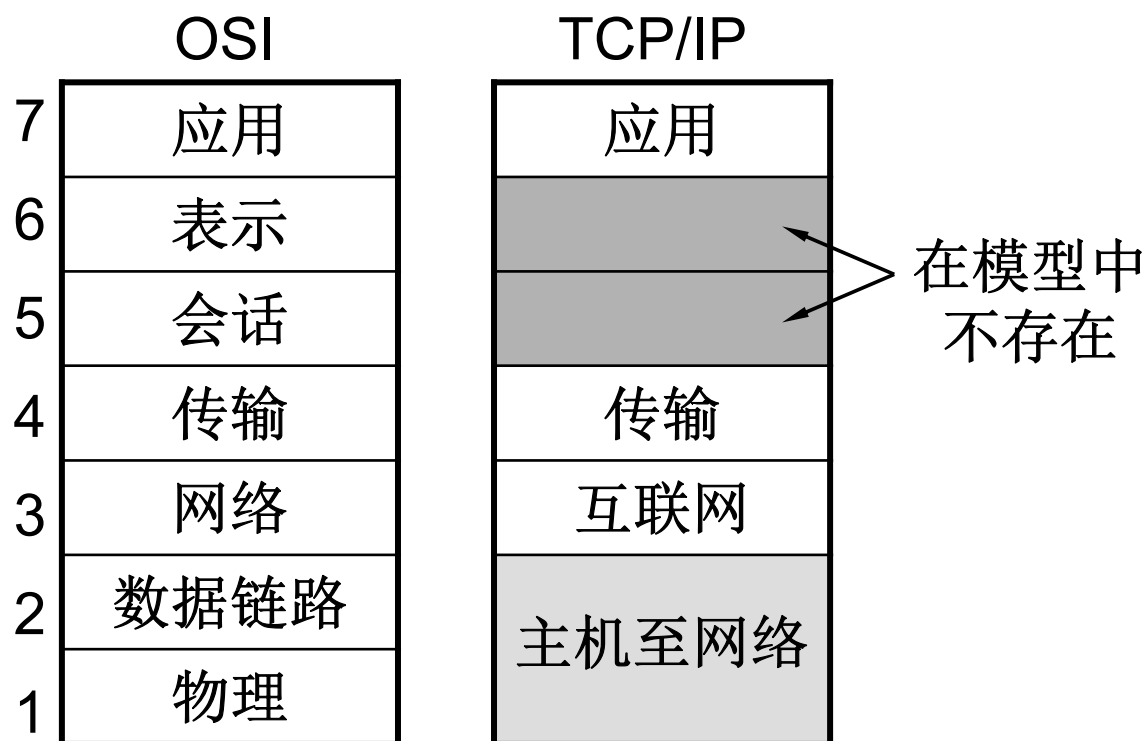 OSI TCP/IP
7 应用 应用
6 表示
5 会话
在模型中
不存在
4 传输 传输
3 网络 互联网
2 数据链路
主机至网络
1 物理